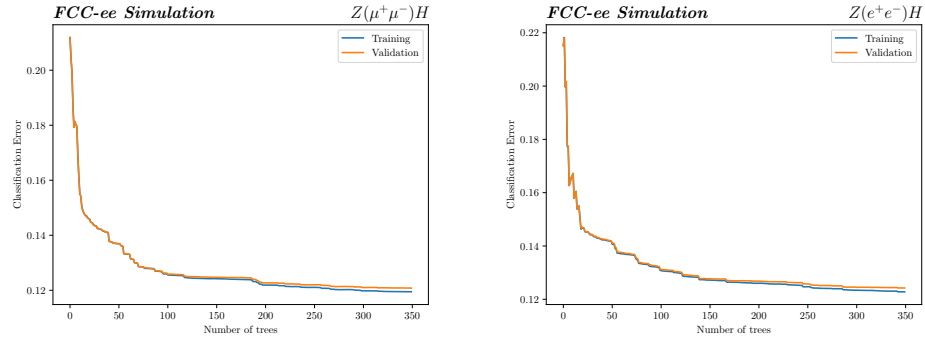 FCC-ee Simulation Z(μ⁺μ⁻)H
Training
Validation
0.20
0.18
0.16
0.14
0.12
Classification Error
0 50 100 150 200 250 300 350
Number of trees
FCC-ee Simulation Z(e⁺e⁻)H
Training
Validation
0.22
0.20
0.18
0.16
0.14
0.12
Classification Error
0 50 100 150 200 250 300 350
Number of trees